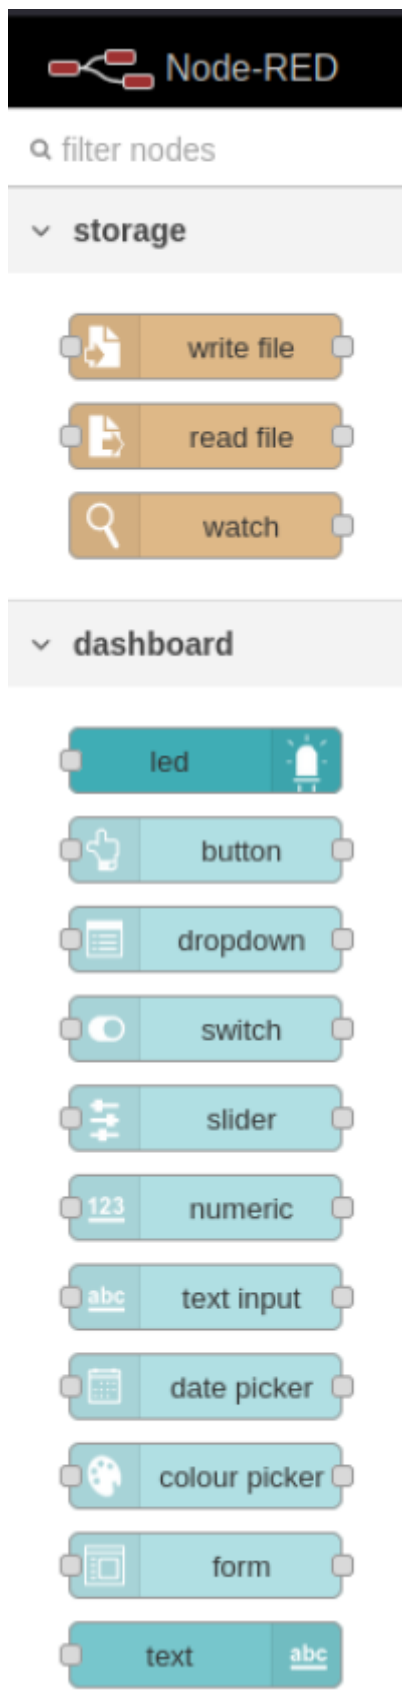 Node-RED
filter nodes
storage
write file
read file
watch
dashboard
led
button
dropdown
switch
slider
123 numeric
abc text input
date picker
colour picker
form
text abc